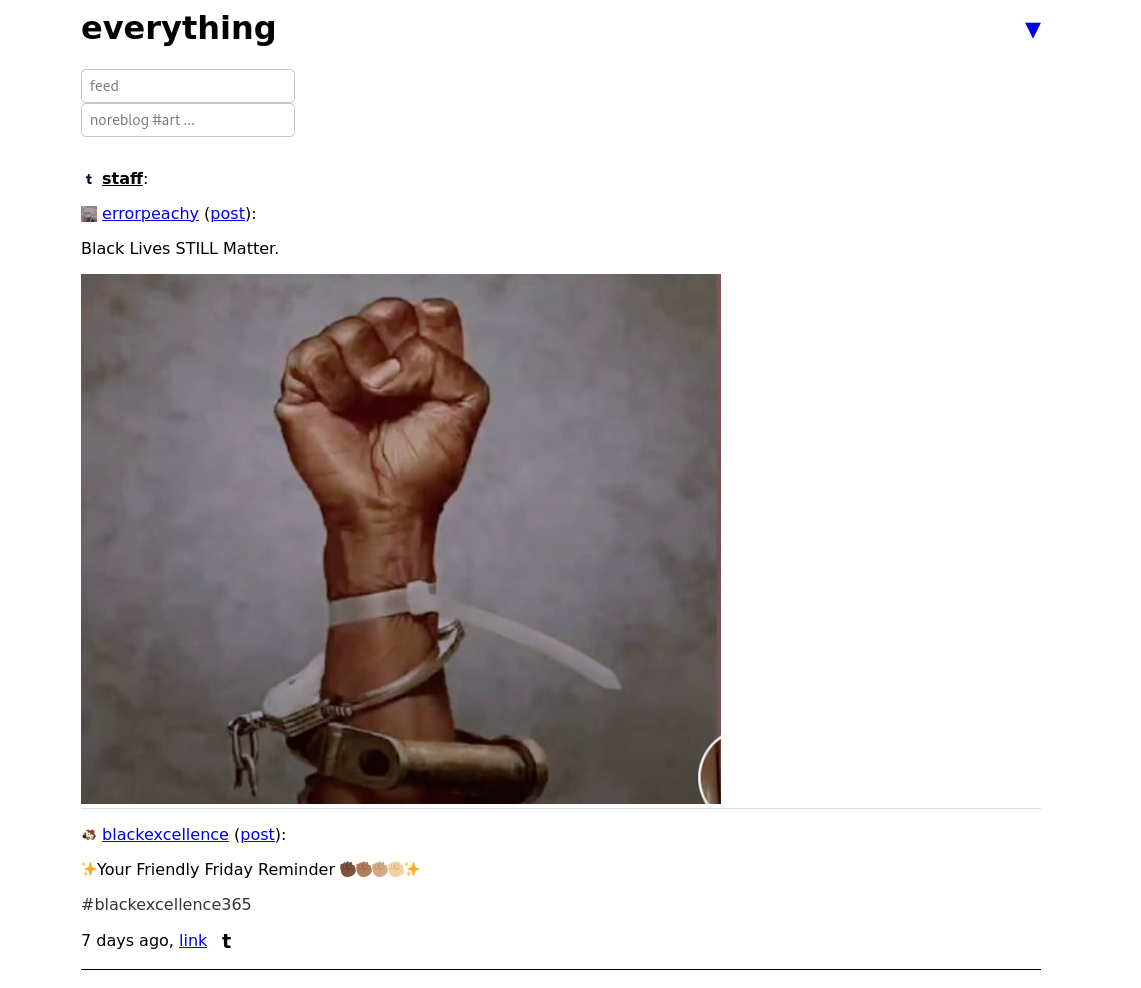 everything
▼
feed
noreblog #art ...
t staff:
errorpeachy (post):
Black Lives STILL Matter.
blackexcellence (post):
✨Your Friendly Friday Reminder ✊🏿✊🏾✊🏽✊🏼✨
#blackexcellence365
7 days ago, link t